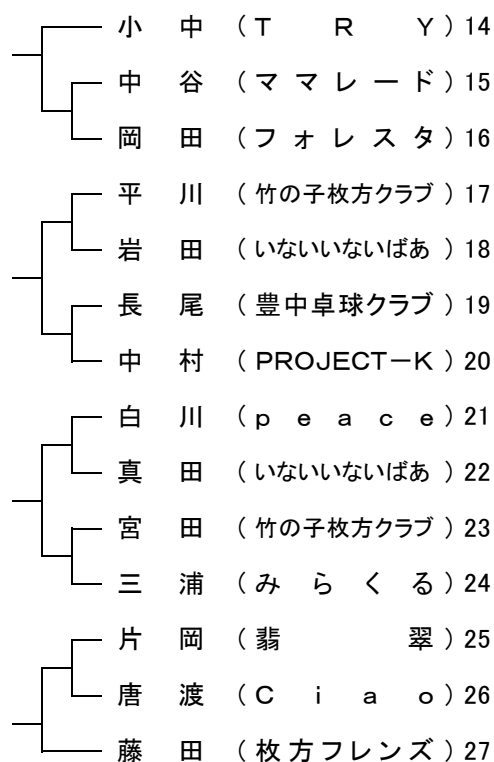 小 中 (T R Y) 14
中 谷 (ママレード) 15
岡 田 (フォレスタ) 16
平 川 (竹の子枚方クラブ) 17
岩 田 (いないいないばあ) 18
長 尾 (豊中卓球クラブ) 19
中 村 (PROJECT－K) 20
白 川 (p e a c e) 21
真 田 (いないいないばあ) 22
宮 田 (竹の子枚方クラブ) 23
三 浦 (み ら く る) 24
片 岡 (翡 翠) 25
唐 渡 (C i a o) 26
藤 田 (枚方フレンズ) 27